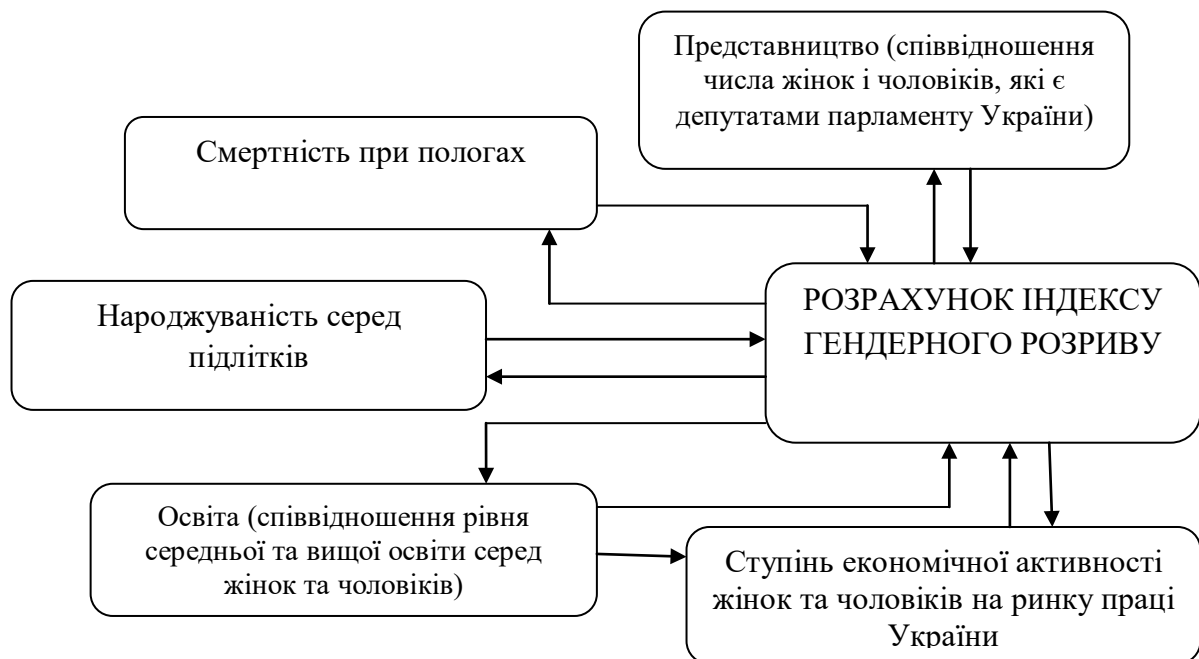 Представництво (співвідношення
числа жінок і чоловіків, які є
депутатами парламенту України)
Смертність при пологах
Народжуваність серед
підлітків
РОЗРАХУНОК ІНДЕКСУ
ГЕНДЕРНОГО РОЗРИВУ
Освіта (співвідношення рівня
середньої та вищої освіти серед
жінок та чоловіків)
Ступінь економічної активності
жінок та чоловіків на ринку праці
України